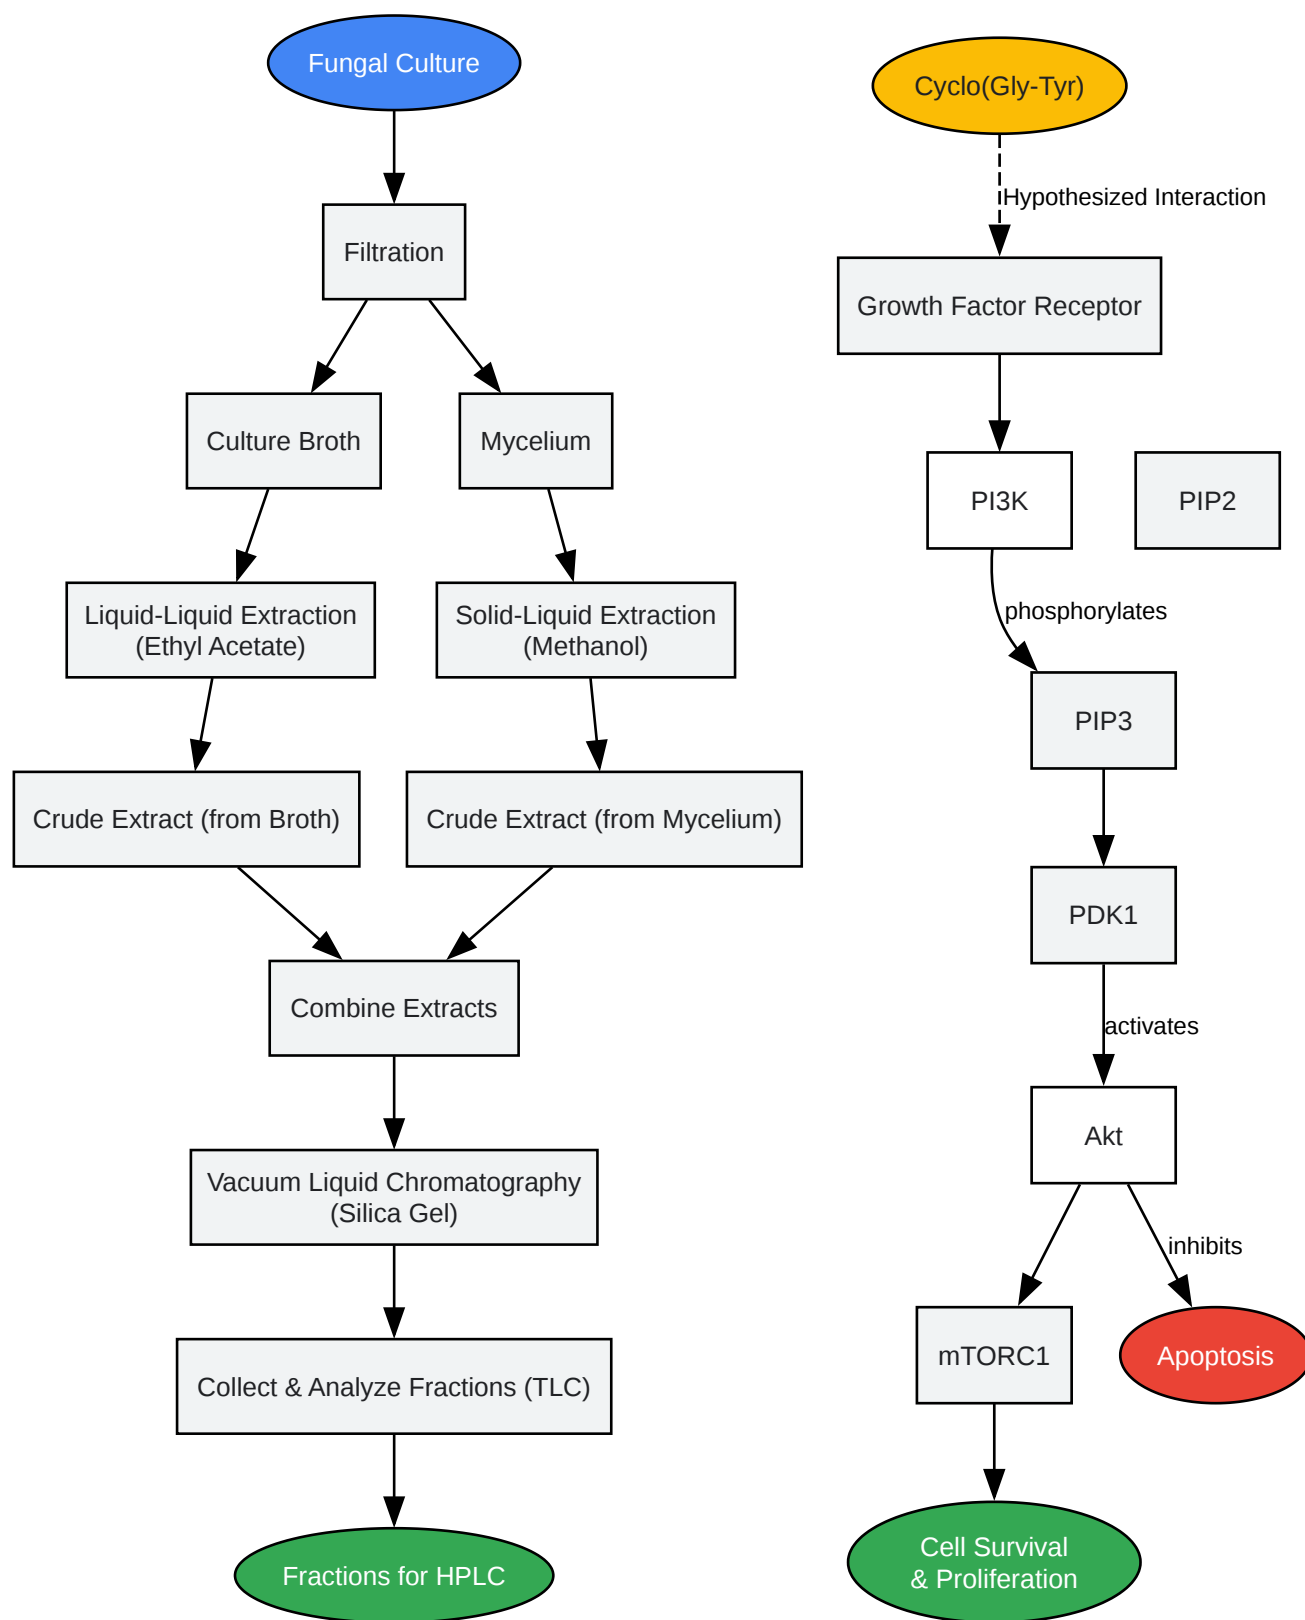 Fungal Culture
Filtration
Culture Broth
Mycelium
Liquid-Liquid Extraction
(Ethyl Acetate)
Solid-Liquid Extraction
(Methanol)
Crude Extract (from Broth)
Crude Extract (from Mycelium)
Combine Extracts
Vacuum Liquid Chromatography
(Silica Gel)
Collect & Analyze Fractions (TLC)
Fractions for HPLC
Cyclo(Gly-Tyr)
Hypothesized Interaction
Growth Factor Receptor
PI3K
PIP2
phosphorylates
PIP3
PDK1
activates
Akt
inhibits
mTORC1
Apoptosis
Cell Survival
& Proliferation